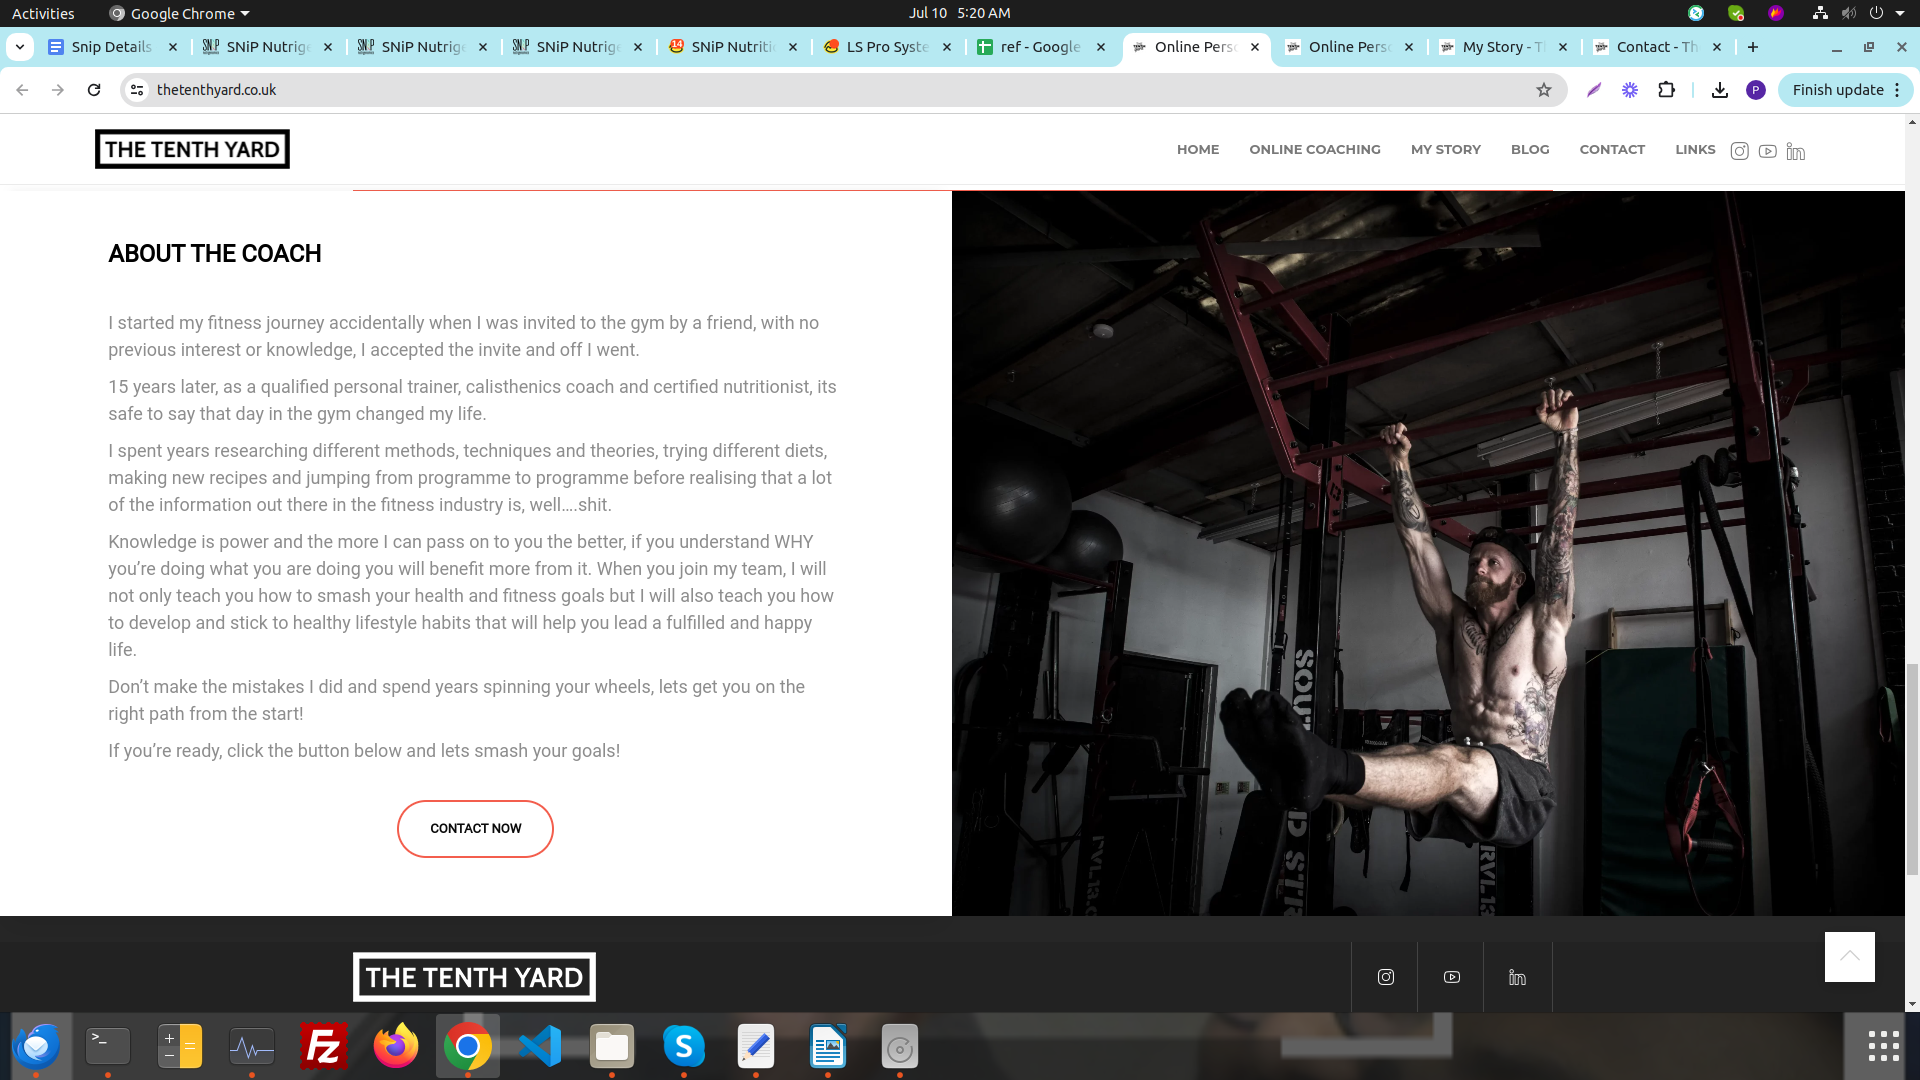 Activities
Google Chrome
Jul 10 5:20 AM
Snip Details
SNiP Nutrige
SNiP Nutrige
SNiP Nutrige
SNiP Nutriti
LS Pro Syste
ref - Google
Online Perso
Online Perso
My Story - T
Contact - Th
thetenthyard.co.uk
P
Finish update
THE TENTH YARD
HOME
ONLINE COACHING
MY STORY
BLOG
CONTACT
LINKS
ABOUT THE COACH
I started my fitness journey accidentally when I was invited to the gym by a friend, with no
previous interest or knowledge, I accepted the invite and off I went.
15 years later, as a qualified personal trainer, calisthenics coach and certified nutritionist, its
safe to say that day in the gym changed my life.
I spent years researching different methods, techniques and theories, trying different diets,
making new recipes and jumping from programme to programme before realising that a lot
of the information out there in the fitness industry is, well….shit.
Knowledge is power and the more I can pass on to you the better, if you understand WHY
you’re doing what you are doing you will benefit more from it. When you join my team, I will
not only teach you how to smash your health and fitness goals but I will also teach you how
to develop and stick to healthy lifestyle habits that will help you lead a fulfilled and happy
life.
Don’t make the mistakes I did and spend years spinning your wheels, lets get you on the
right path from the start!
If you’re ready, click the button below and lets smash your goals!
CONTACT NOW
THE TENTH YARD